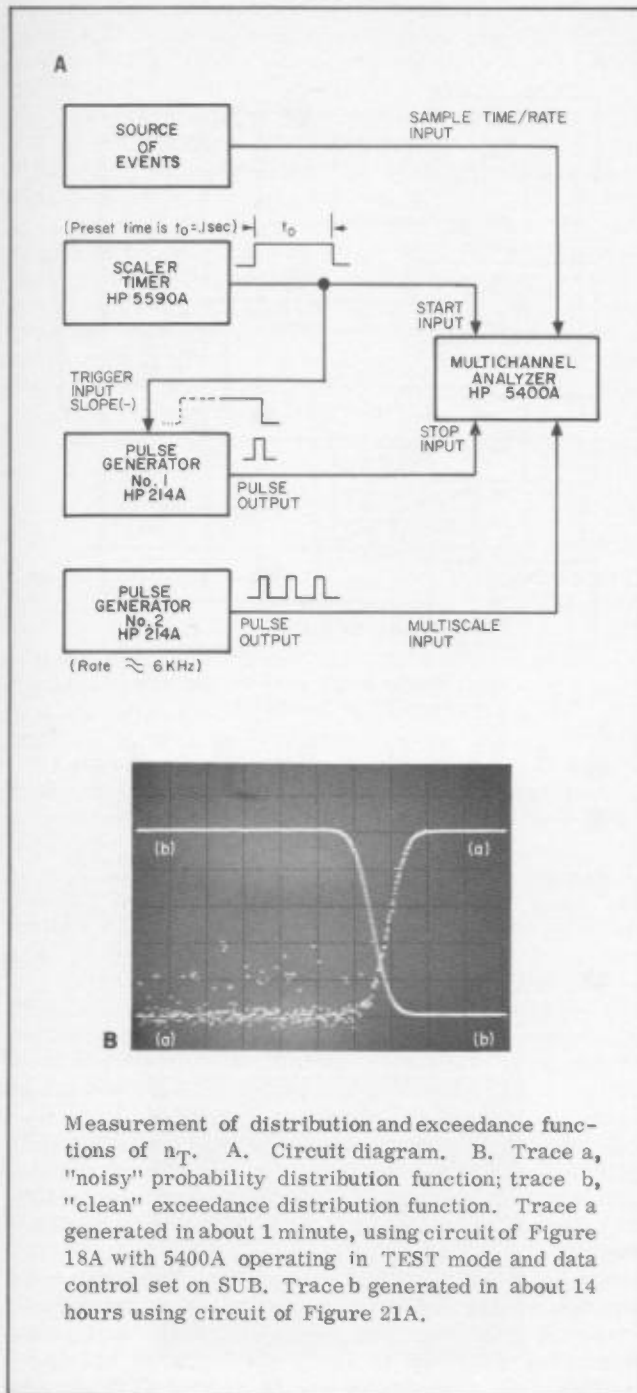 A
SOURCE
OF
EVENTS
SAMPLE TIME/RATE
INPUT
(Preset time is t₀=.1sec)
t₀
SCALER
TIMER
HP 5590A
START
INPUT
MULTICHANNEL
ANALYZER
HP 5400A
TRIGGER
INPUT
SLOPE(-)
STOP
INPUT
PULSE
GENERATOR
No. 1
HP 214A
PULSE
OUTPUT
PULSE
GENERATOR
No. 2
HP 214A
PULSE
OUTPUT
MULTISCALE
INPUT
(Rate ≈ 6KHz)
(b)
(a)
B
(a)
(b)
Measurement of distribution and exceedance func-
tions of nT. A. Circuit diagram. B. Trace a,
"noisy" probability distribution function; trace b,
"clean" exceedance distribution function. Trace a
generated in about 1 minute, using circuit of Figure
18A with 5400A operating in TEST mode and data
control set on SUB. Trace b generated in about 14
hours using circuit of Figure 21A.